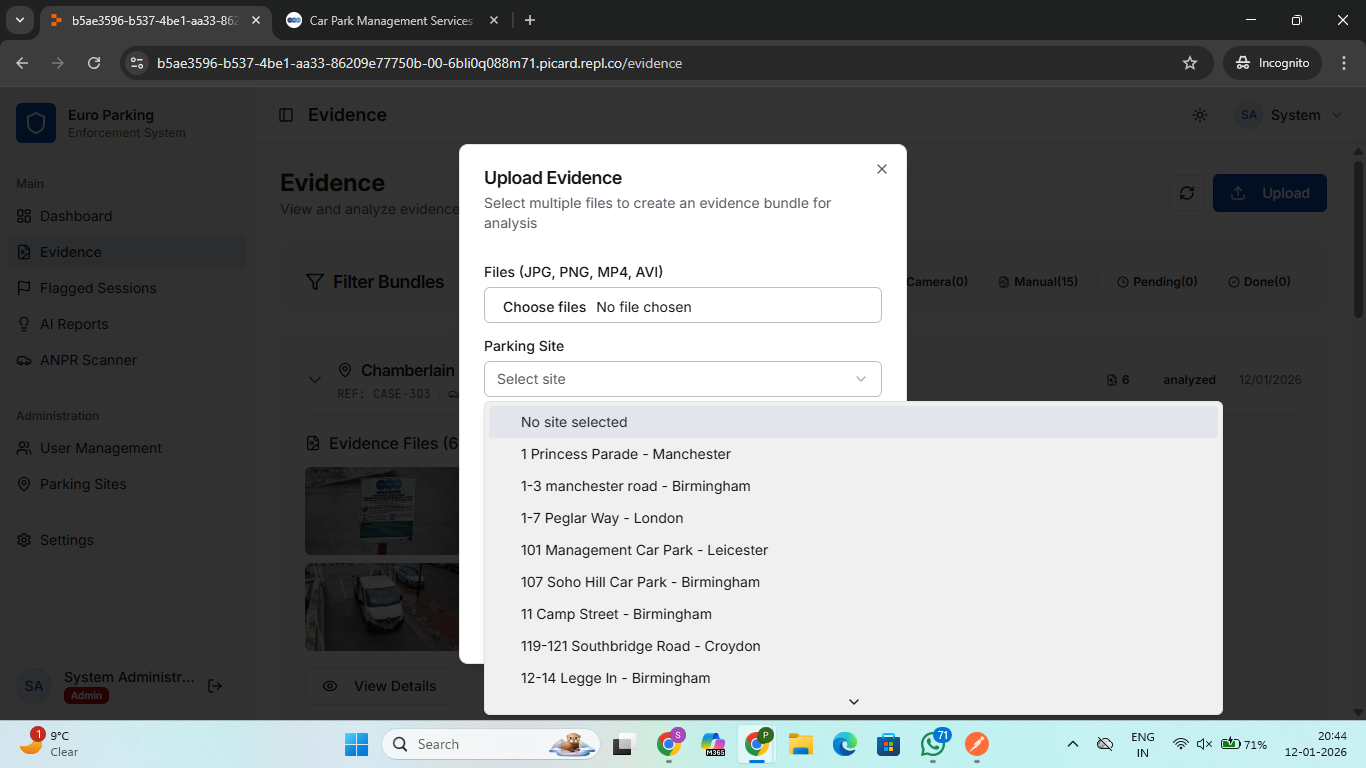 b5ae3596-b537-4be1-aa33-862
Car Park Management Services
b5ae3596-b537-4be1-aa33-86209e77750b-00-6bli0q088m71.picard.repl.co/evidence
Incognito
Euro Parking
Enforcement System
Evidence
SA
System
Main
Dashboard
Evidence
Flagged Sessions
AI Reports
ANPR Scanner
Administration
User Management
Parking Sites
Settings
SA
System Administr...
Admin
Evidence
View and analyze evidence
Upload
Filter Bundles
Camera(0)
Manual(15)
Pending(0)
Done(0)
Chamberlain
REF: CASE-3D3
6
analyzed
12/01/2026
Evidence Files (6
View Details
Upload Evidence
Select multiple files to create an evidence bundle for
analysis
Files (JPG, PNG, MP4, AVI)
Choose files No file chosen
Parking Site
Select site
No site selected
1 Princess Parade - Manchester
1-3 manchester road - Birmingham
1-7 Peglar Way - London
101 Management Car Park - Leicester
107 Soho Hill Car Park - Birmingham
11 Camp Street - Birmingham
119-121 Southbridge Road - Croydon
12-14 Legge ln - Birmingham
1
9°C
Clear
Search
S
M365
P
71
ENG
IN
71%
20:44
12-01-2026